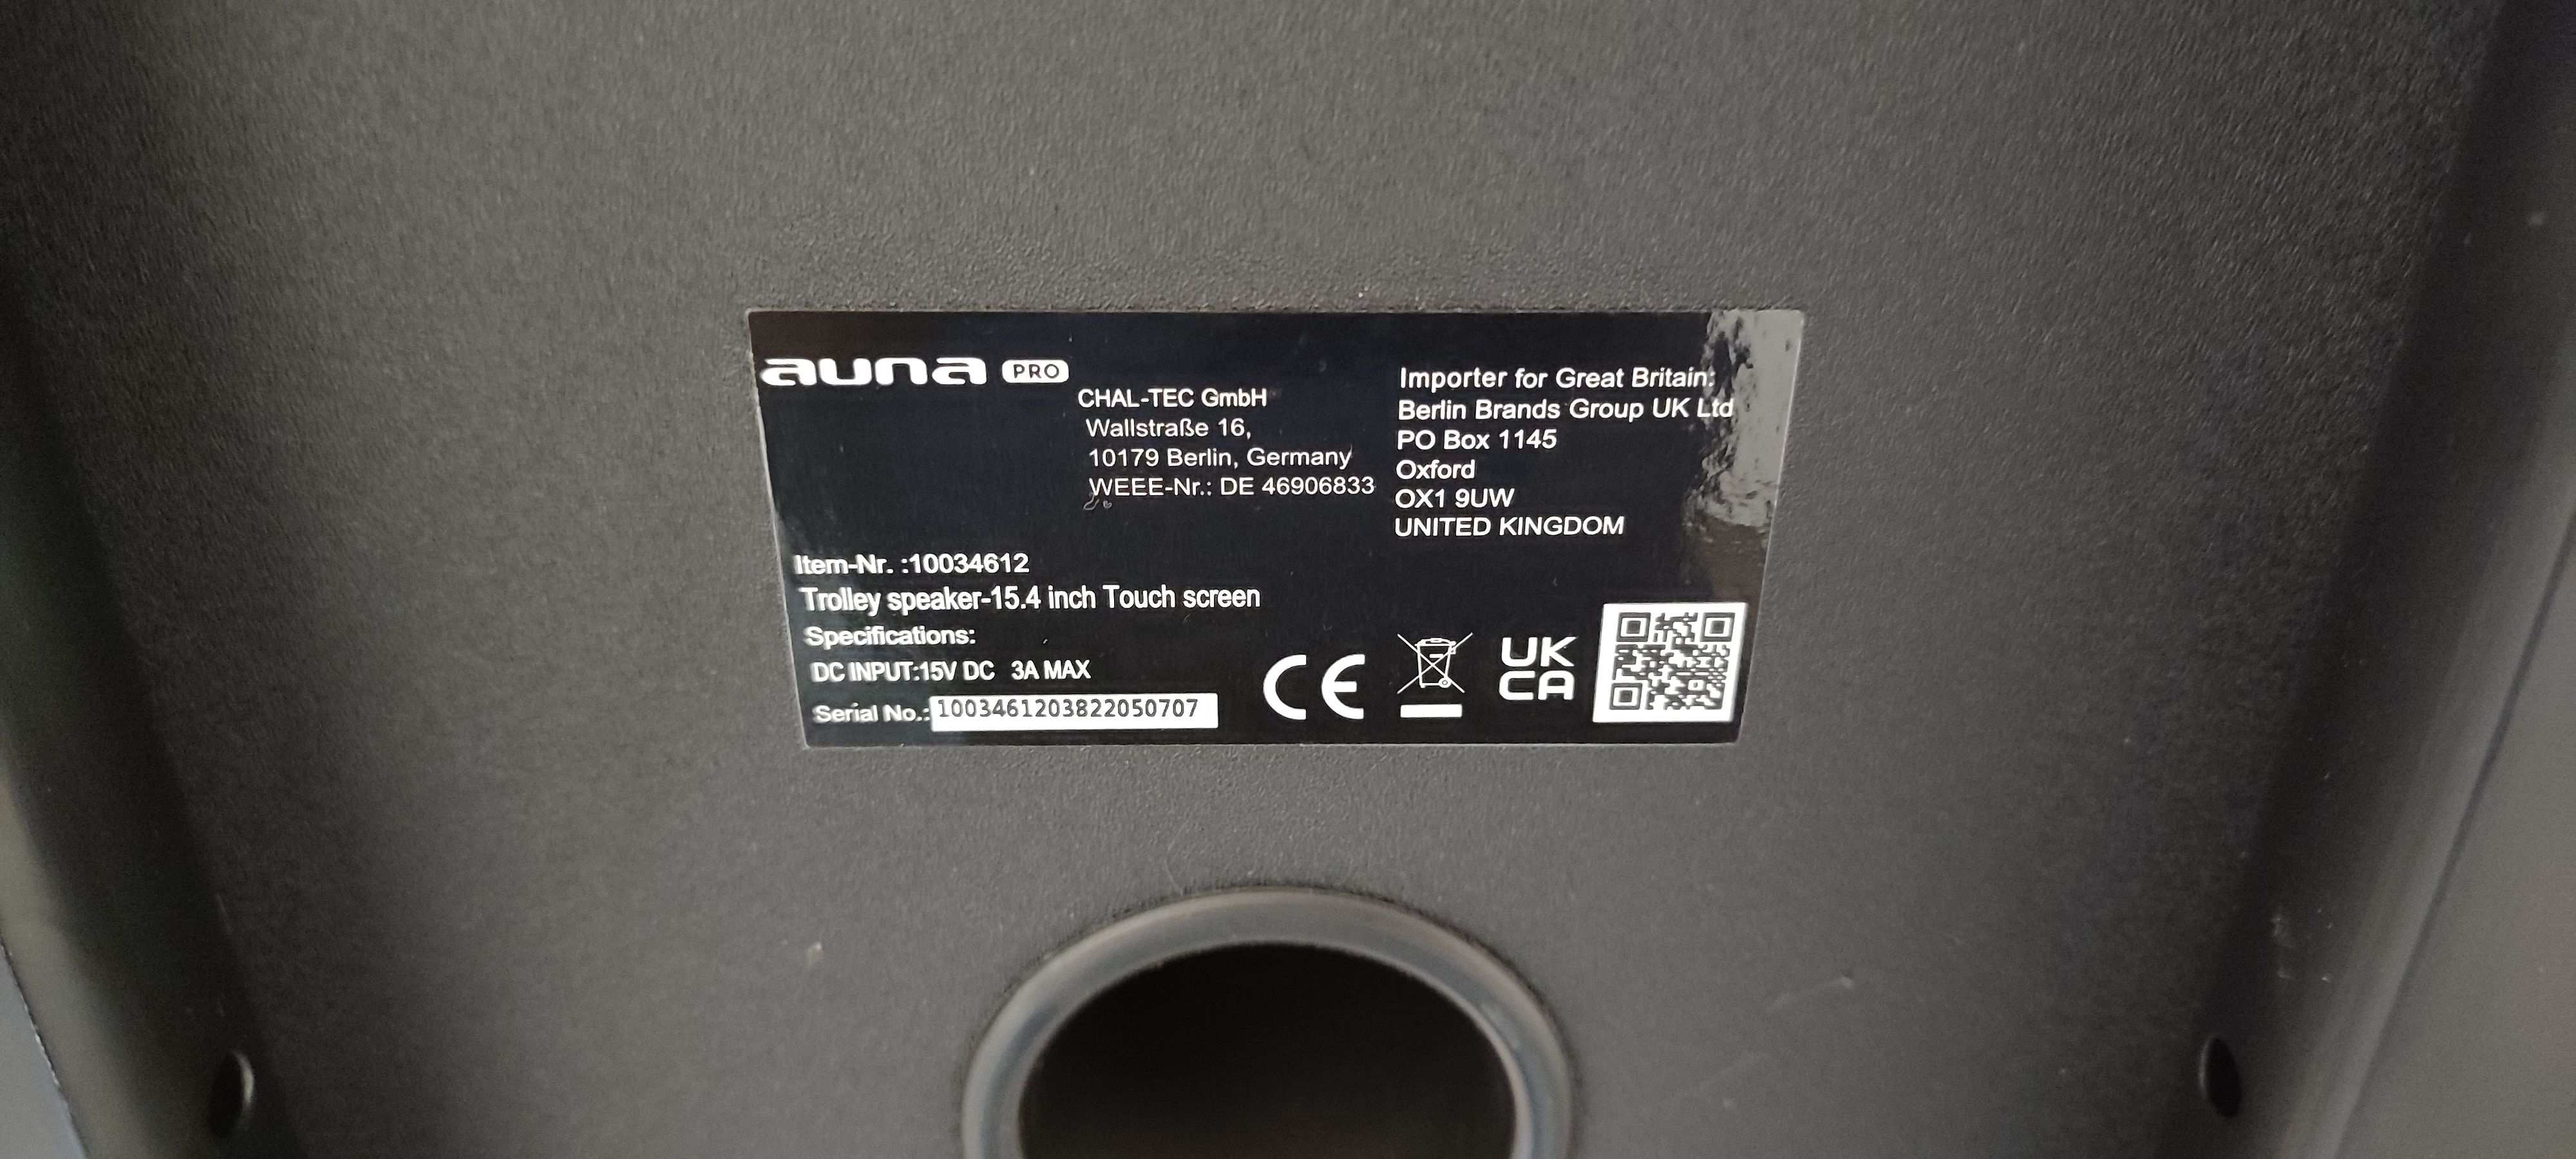 auna PRO
CHAL-TEC GmbH
Wallstraße 16,
10179 Berlin, Germany
WEEE-Nr.: DE 46906833
Importer for Great Britain:
Berlin Brands Group UK Ltd
PO Box 1145
Oxford
OX1 9UW
UNITED KINGDOM
Item-Nr. :10034612
Trolley speaker-15.4 inch Touch screen
Specifications:
DC INPUT:15V DC 3A MAX
Serial No.: 1003461203822050707
CE
UK
CA